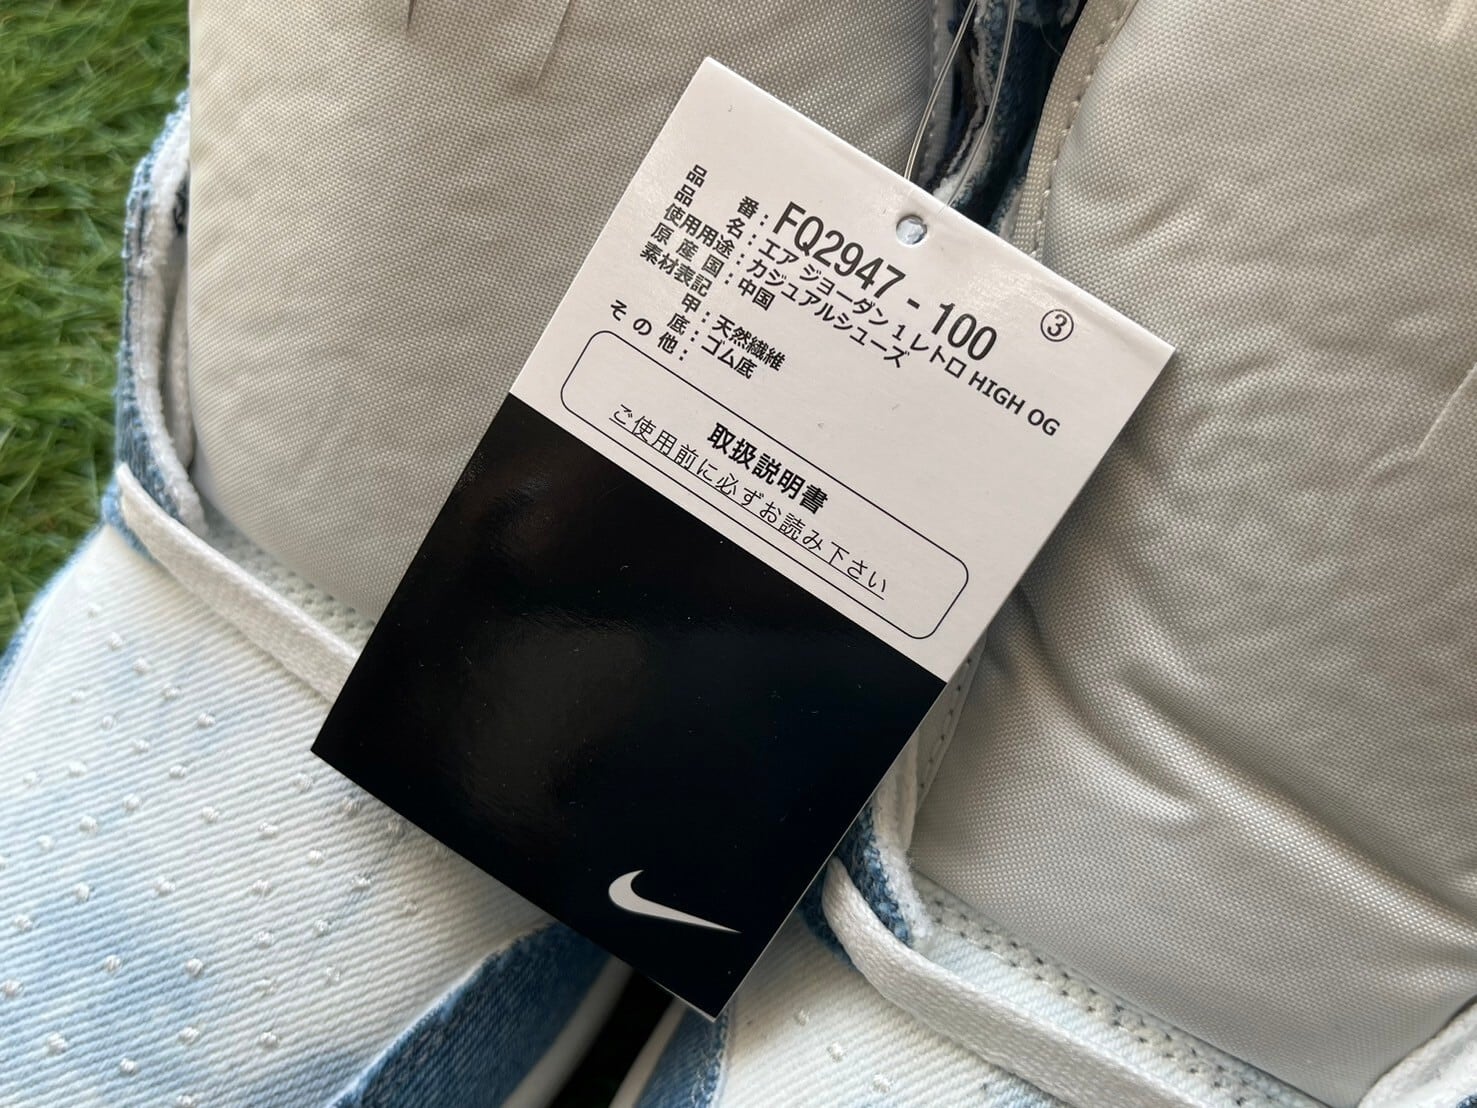 品番：FQ2947-100 ③
品名：エア ジョーダン 1 レトロ HIGH OG
使用用途：カジュアルシューズ
原産国：中国
素材表記
甲：天然繊維
底：ゴム底
その他：
取扱説明書
ご使用前に必ずお読み下さい